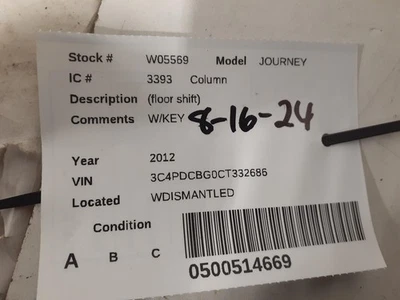 Stock # W05569 Model JOURNEY
IC # 3393 Column
Description (floor shift)
Comments W/KEY 8-16-24
Year 2012
VIN 3C4PDCBG0CT332686
Located WDISMANTLED
Condition
A B C
0500514669